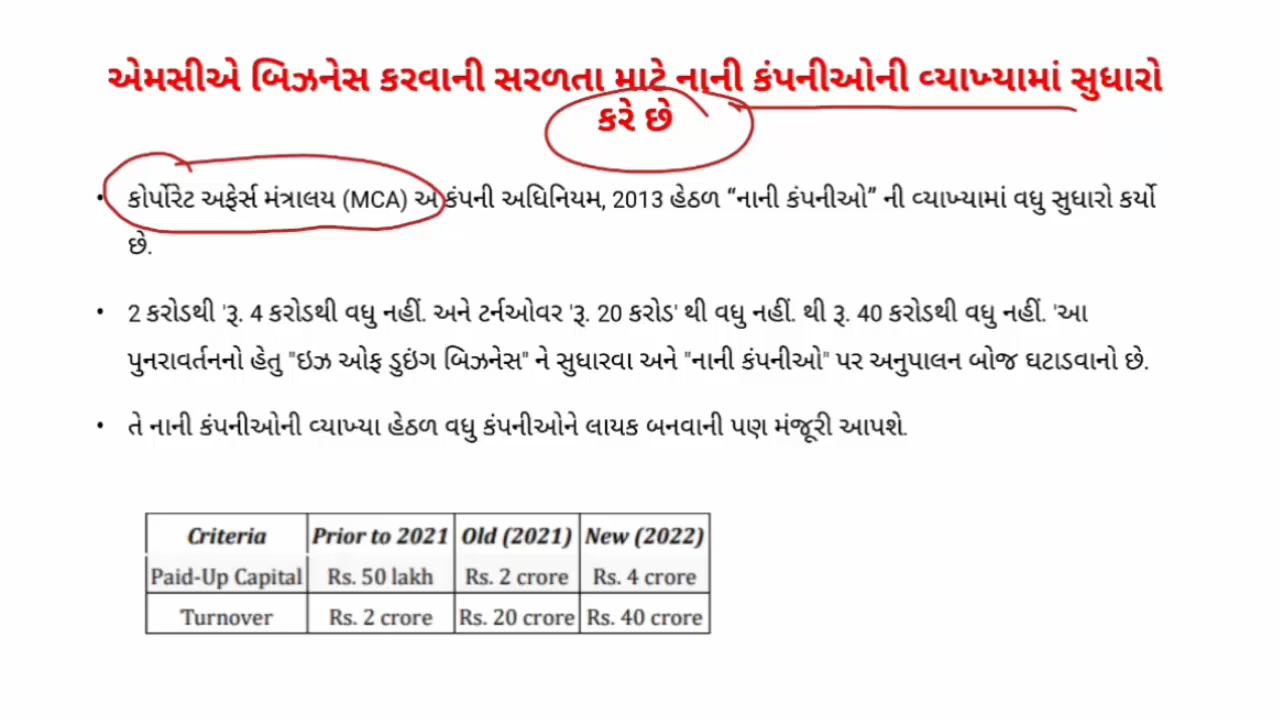 એમસીએ બિઝનેસ કરવાની સરળતા માટે નાની કંપનીઓની વ્યાખ્યામાં સુધારો
કરે છે
• કોર્પોરેટ અફેર્સ મંત્રાલય (MCA) એ કંપની અધિનિયમ, 2013 હેઠળ “નાની કંપનીઓ” ની વ્યાખ્યામાં વધુ સુધારો કર્યો
છે.
• 2 કરોડથી 'રૂ. 4 કરોડથી વધુ નહીં. અને ટર્નઓવર 'રૂ. 20 કરોડ' થી વધુ નહીં. થી રૂ. 40 કરોડથી વધુ નહીં. 'આ
પુનરાવર્તનનો હેતુ "ઇઝ ઓફ ડુઇંગ બિઝનેસ" ને સુધારવા અને "નાની કંપનીઓ" પર અનુપાલન બોજ ઘટાડવાનો છે.
• તે નાની કંપનીઓની વ્યાખ્યા હેઠળ વધુ કંપનીઓને લાયક બનવાની પણ મંજૂરી આપશે.
Criteria Prior to 2021 Old (2021) New (2022)
Paid-Up Capital Rs. 50 lakh Rs. 2 crore Rs. 4 crore
Turnover Rs. 2 crore Rs. 20 crore Rs. 40 crore